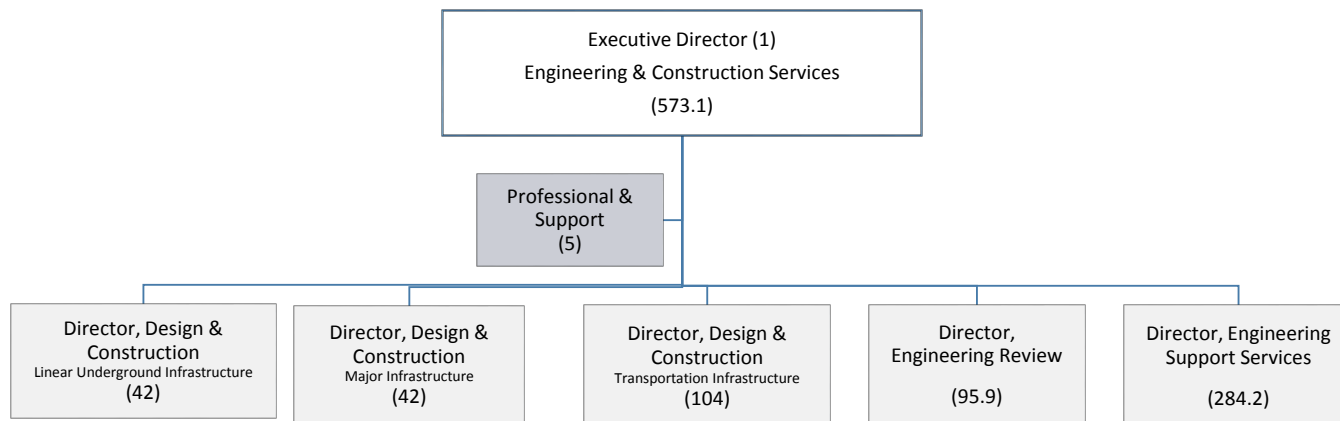 Executive Director (1)
Engineering & Construction Services
(573.1)
Professional &
Support
(5)
Director, Design &
Construction
Linear Underground Infrastructure
(42)
Director, Design &
Construction
Major Infrastructure
(42)
Director, Design &
Construction
Transportation Infrastructure
(104)
Director,
Engineering Review
(95.9)
Director, Engineering
Support Services
(284.2)